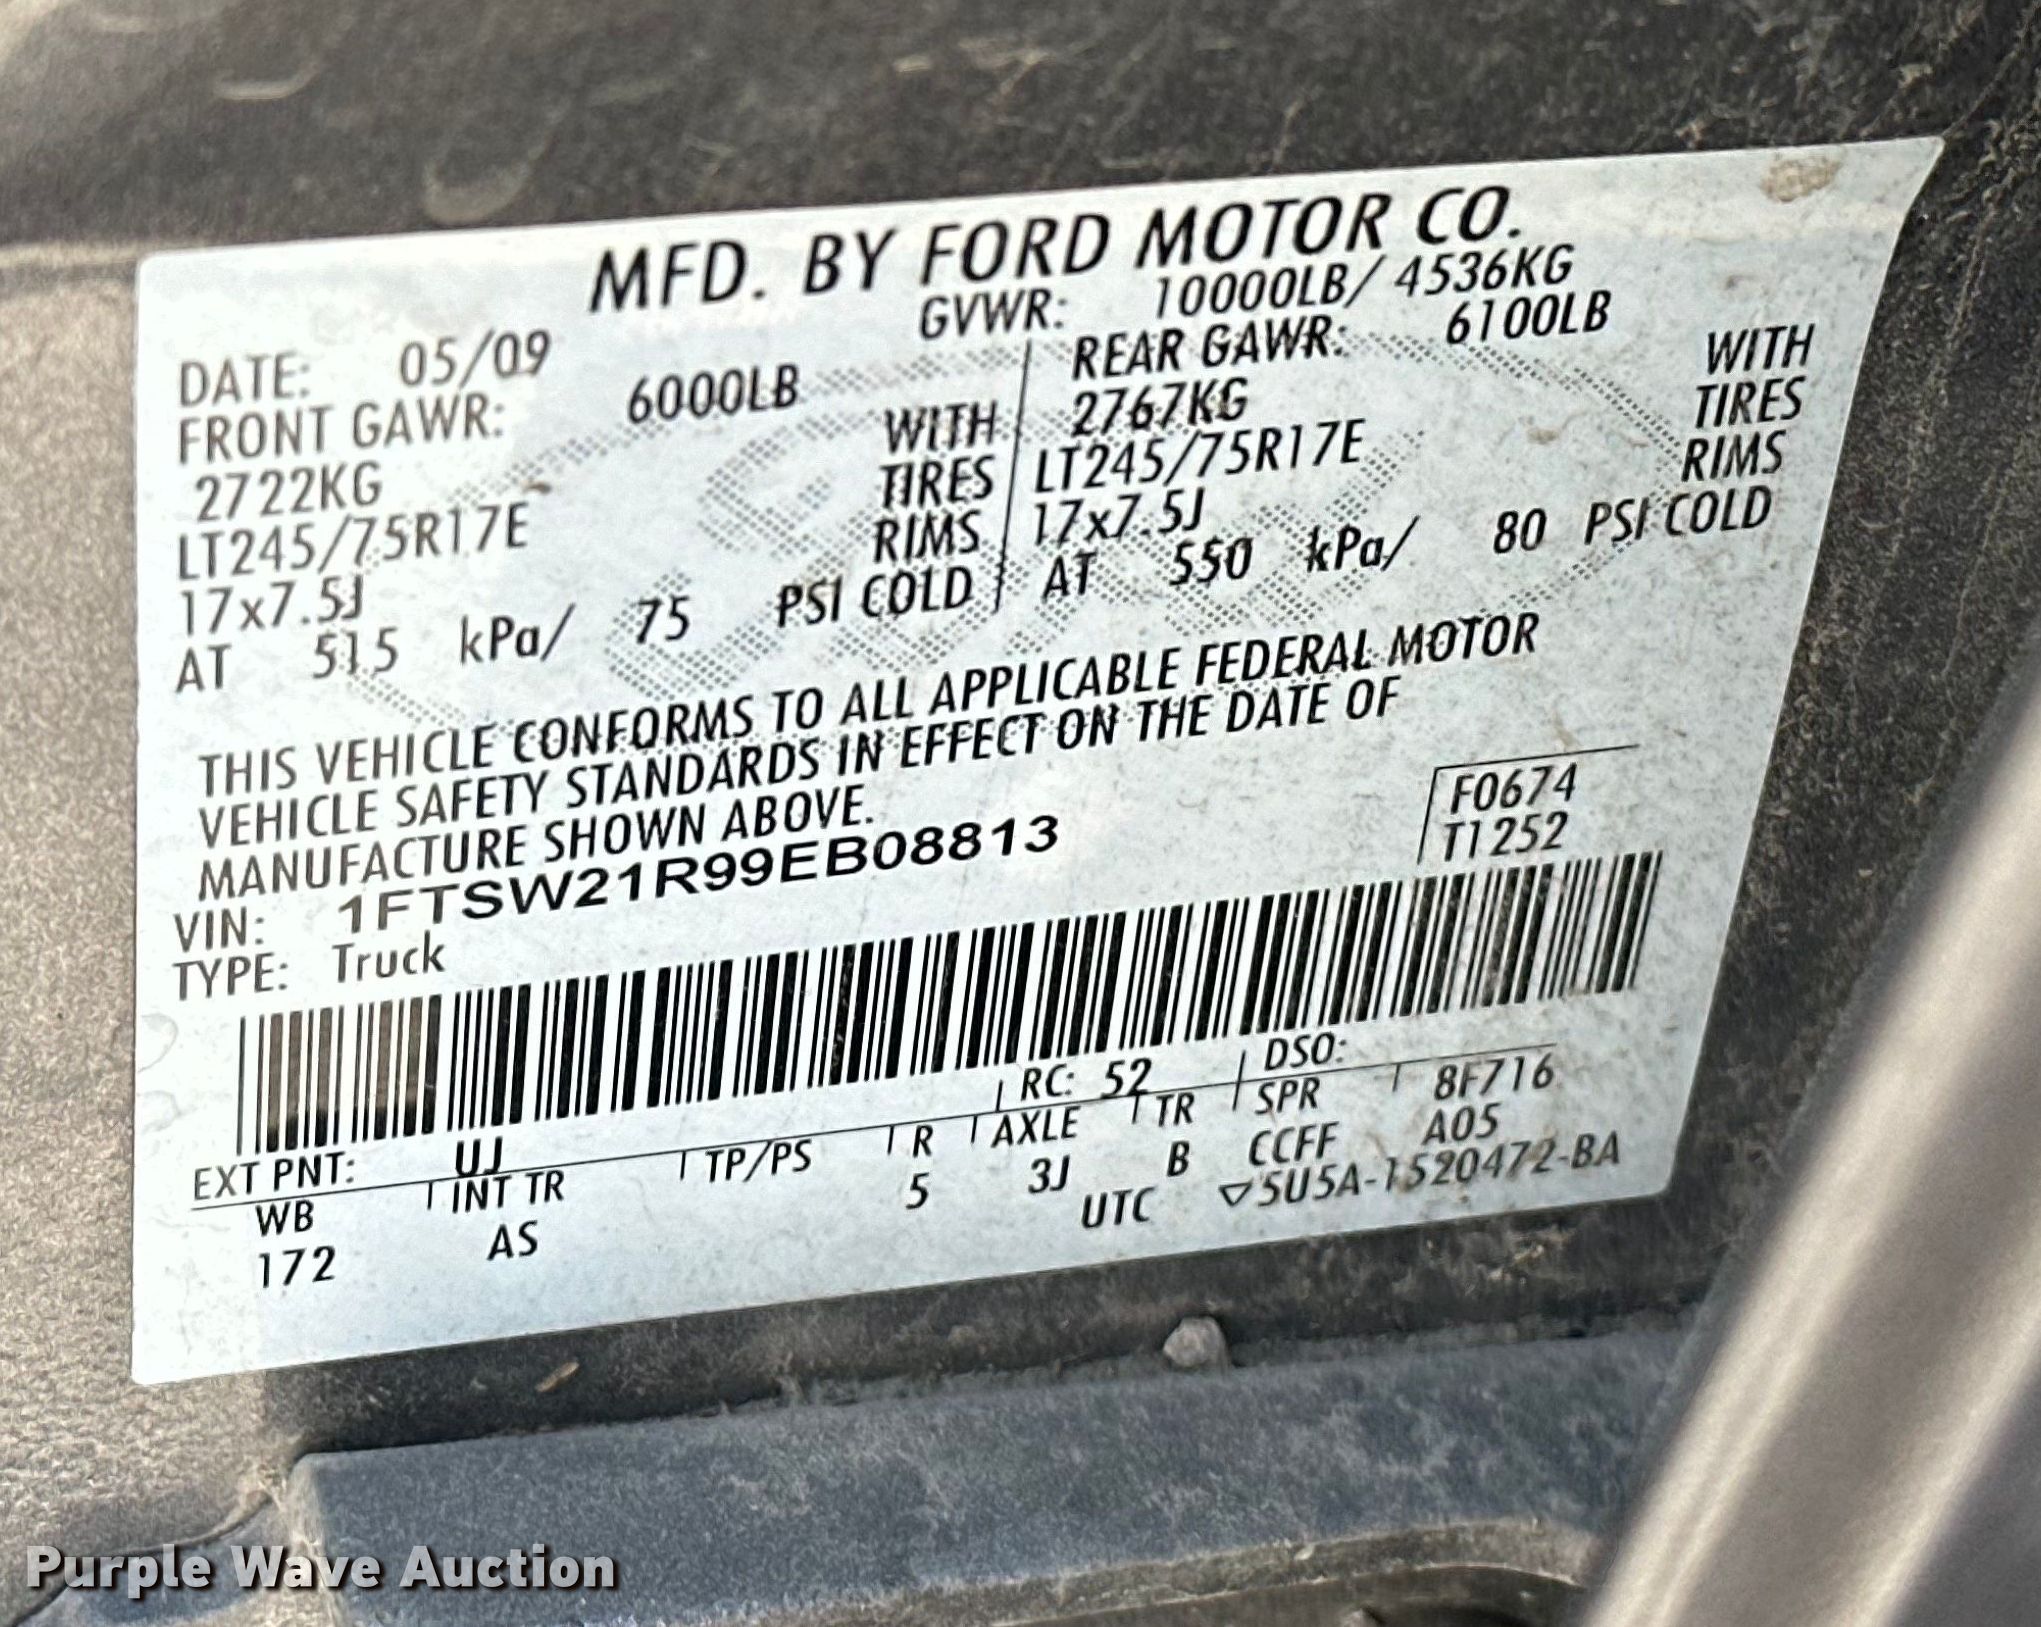 MFD. BY FORD MOTOR CO.
DATE: 05/09 GVWR: 10000LB/ 4536KG
FRONT GAWR: 6000LB REAR GAWR: 6100LB
2722KG WITH 2767KG WITH
LT245/75R17E TIRES LT245/75R17E TIRES
17x7.5J RIMS 17x7.5J RIMS
AT 515 kPa/ 75 PSI COLD AT 550 kPa/ 80 PSI COLD
THIS VEHICLE CONFORMS TO ALL APPLICABLE FEDERAL MOTOR
VEHICLE SAFETY STANDARDS IN EFFECT ON THE DATE OF
MANUFACTURE SHOWN ABOVE.
F0674
T1252
VIN: 1FTSW21R99EB08813
TYPE: Truck
EXT PNT: UJ RC: 52 DSO:
WB INT TR TP/PS R AXLE TR SPR 8F716
172 AS 5 3J B CCFF A05
UTC ▽5U5A-1520472-BA
Purple Wave Auction